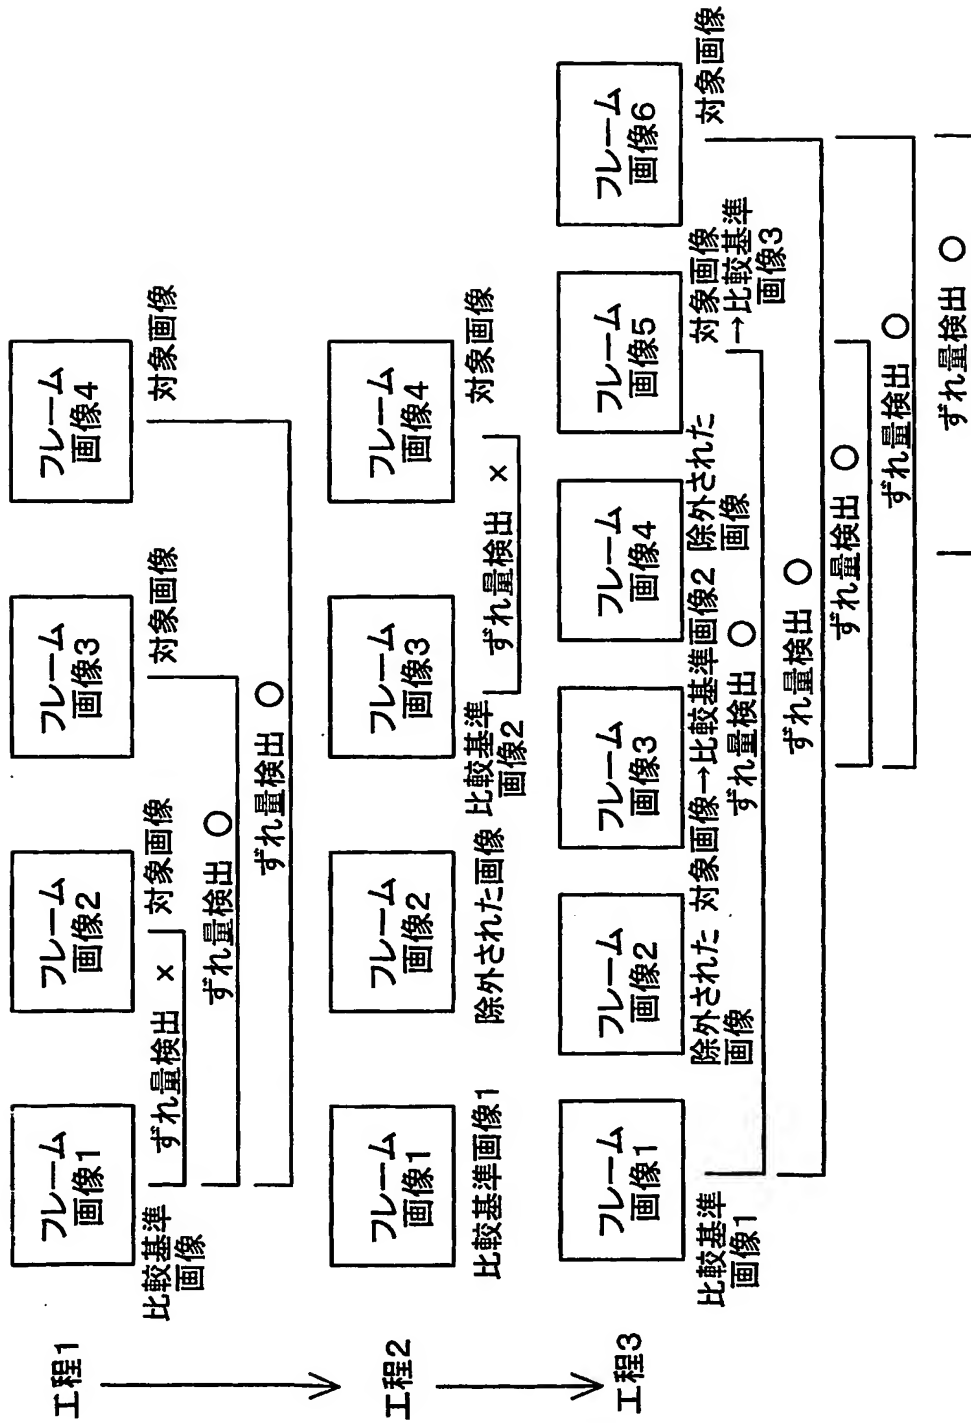 工程1
フレーム
画像1
フレーム
画像2
フレーム
画像3
フレーム
画像4
比較基準
画像
対象画像
対象画像
対象画像
ずれ量検出 ×
ずれ量検出 ○
ずれ量検出 ○
工程2
フレーム
画像1
フレーム
画像2
フレーム
画像3
フレーム
画像4
比較基準画像1
除外された画像
比較基準
画像2
対象画像
ずれ量検出 ×
工程3
フレーム
画像1
フレーム
画像2
フレーム
画像3
フレーム
画像4
フレーム
画像5
フレーム
画像6
比較基準
画像1
除外された
画像
対象画像→比較基準画像2
除外された
画像
対象画像
→比較基準
画像3
対象画像
ずれ量検出 ○
ずれ量検出 ○
ずれ量検出 ○
ずれ量検出 ○
ずれ量検出 ○